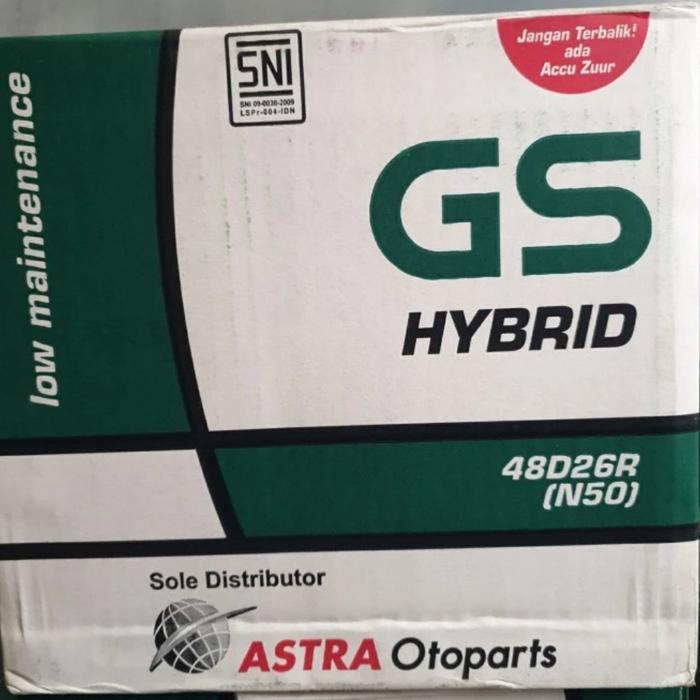 low maintenance
SNI
SNI 09-0038-2009
LSPr-004-IDN
Jangan Terbalik!
ada
Accu Zuur
GS
HYBRID
48D26R
(N50)
Sole Distributor
ASTRA Otoparts